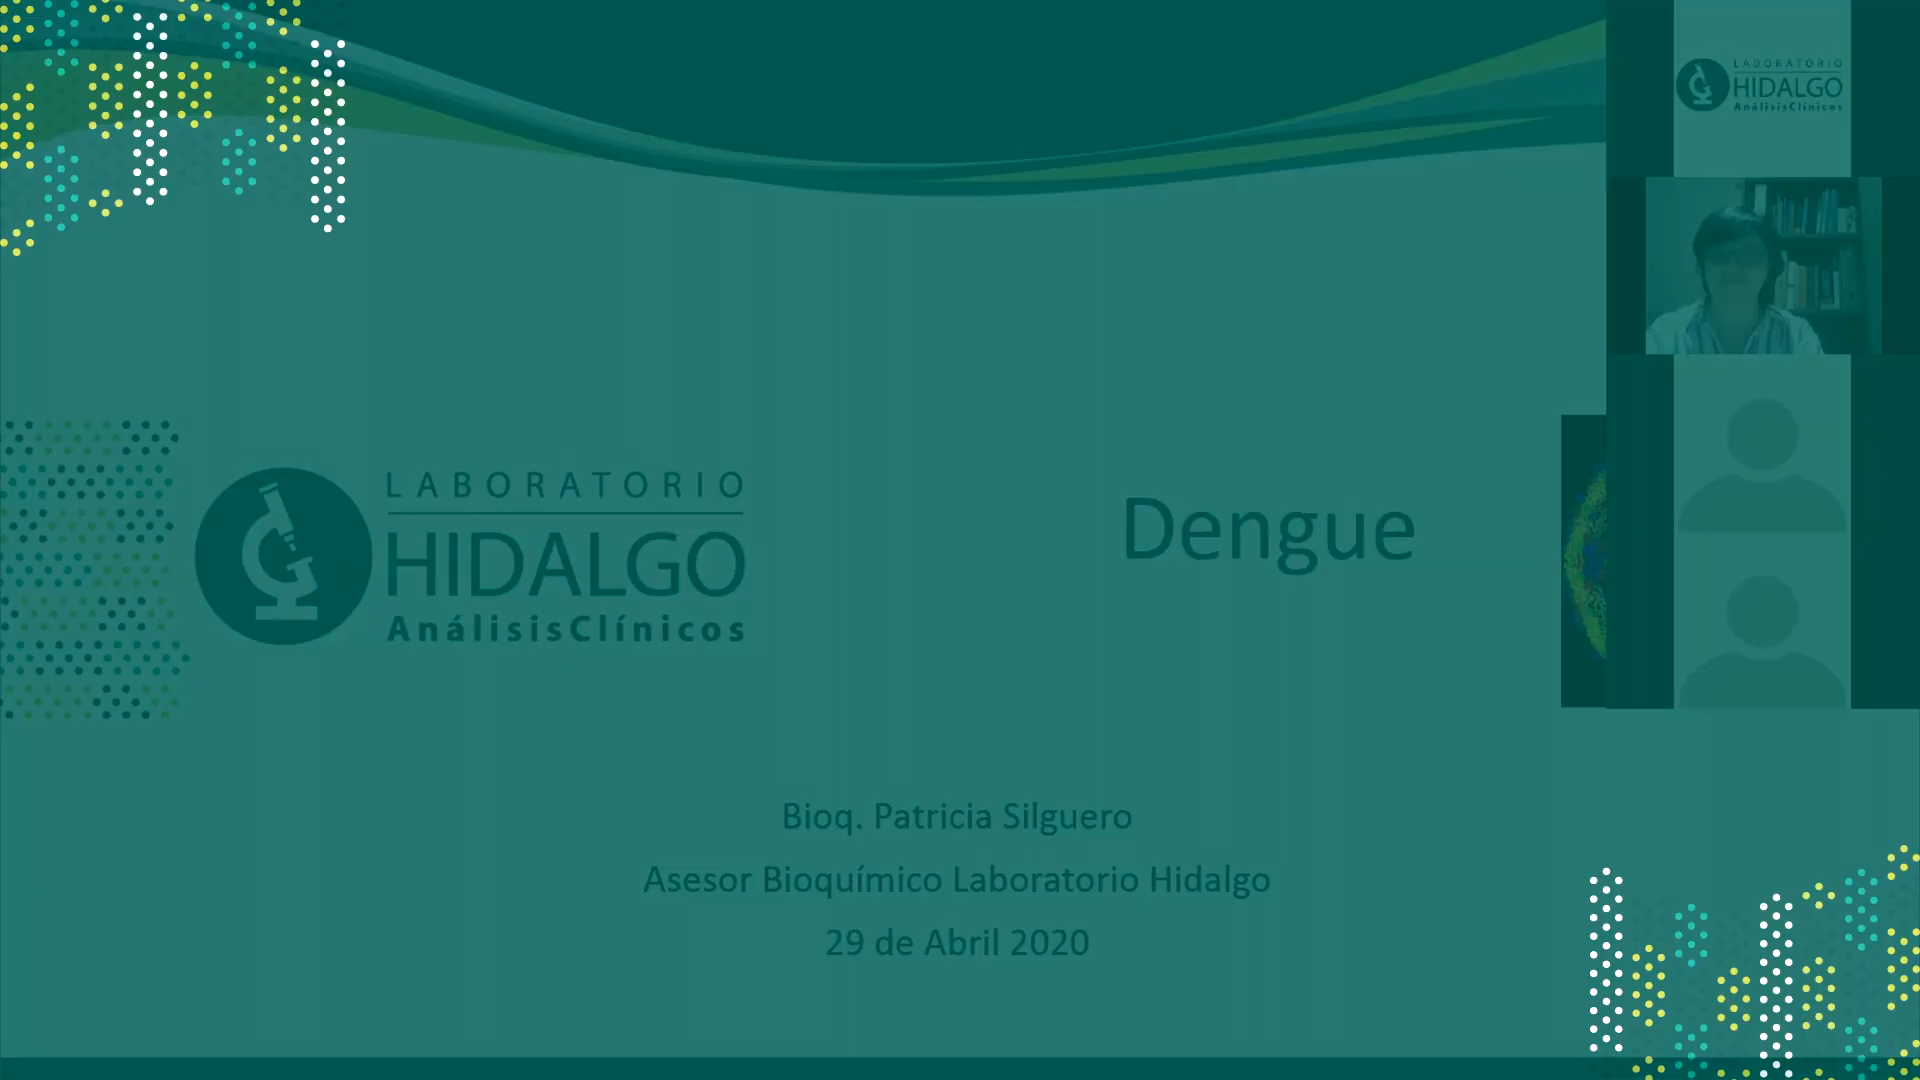 LABORATORIO
HIDALGO
AnálisisClínicos
LABORATORIO
HIDALGO
AnálisisClínicos
Dengue
Bioq. Patricia Silguero
Asesor Bioquímico Laboratorio Hidalgo
29 de Abril 2020